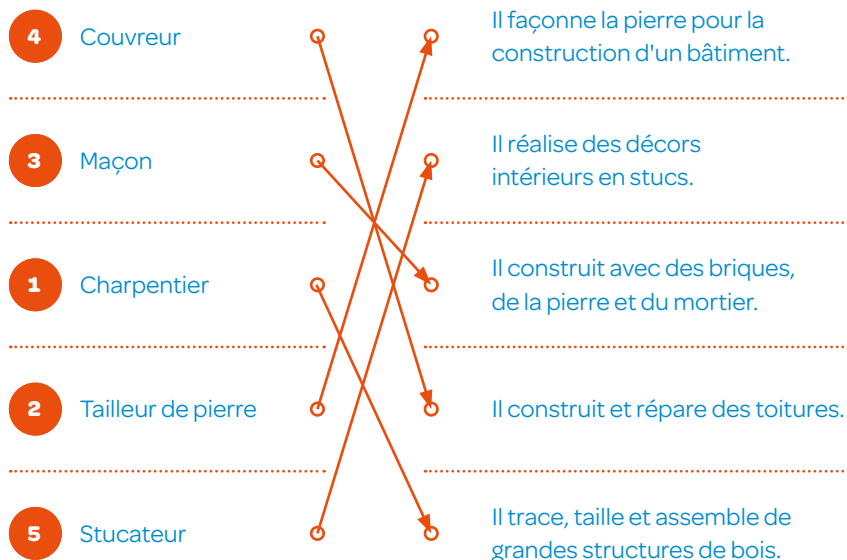 4 Couvreur
Il façonne la pierre pour la
construction d'un bâtiment.
3 Maçon
Il réalise des décors
intérieurs en stucs.
1 Charpentier
Il construit avec des briques,
de la pierre et du mortier.
2 Tailleur de pierre
Il construit et répare des toitures.
5 Stucateur
Il trace, taille et assemble de
grandes structures de bois.